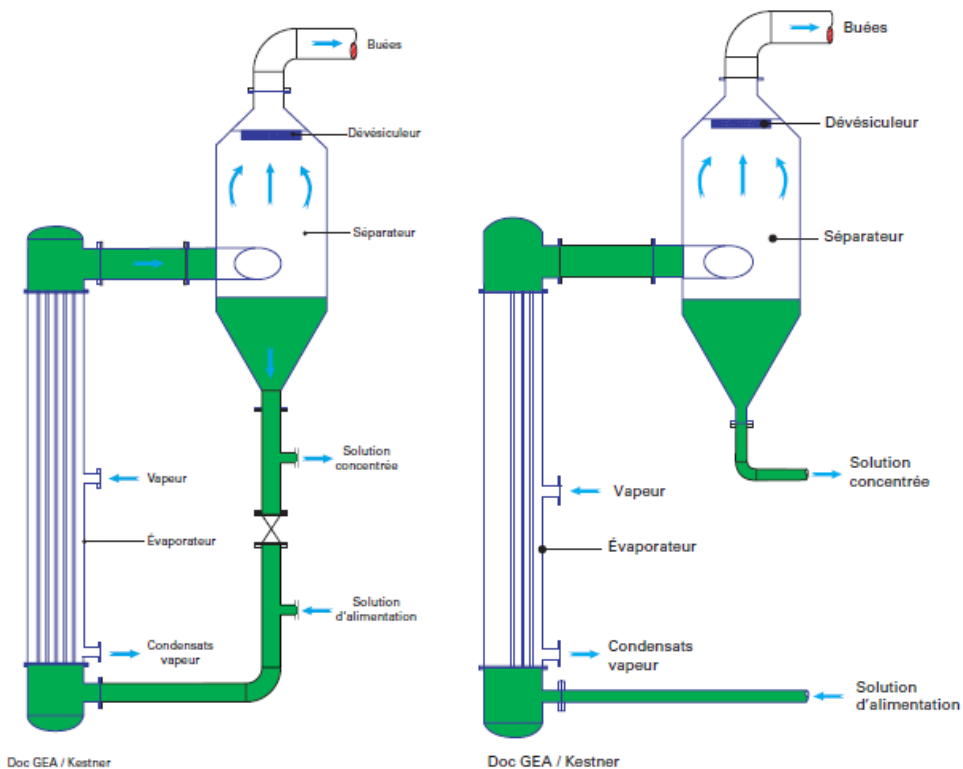 Buées
Dévésiculeur
Séparateur
Vapeur
Évaporateur
Solution
concentrée
Solution
d'alimentation
Condensats
vapeur
Doc GEA / Kestner
Buées
Dévésiculeur
Séparateur
Solution
concentrée
Vapeur
Évaporateur
Condensats
vapeur
Solution
d'alimentation
Doc GEA / Kestner